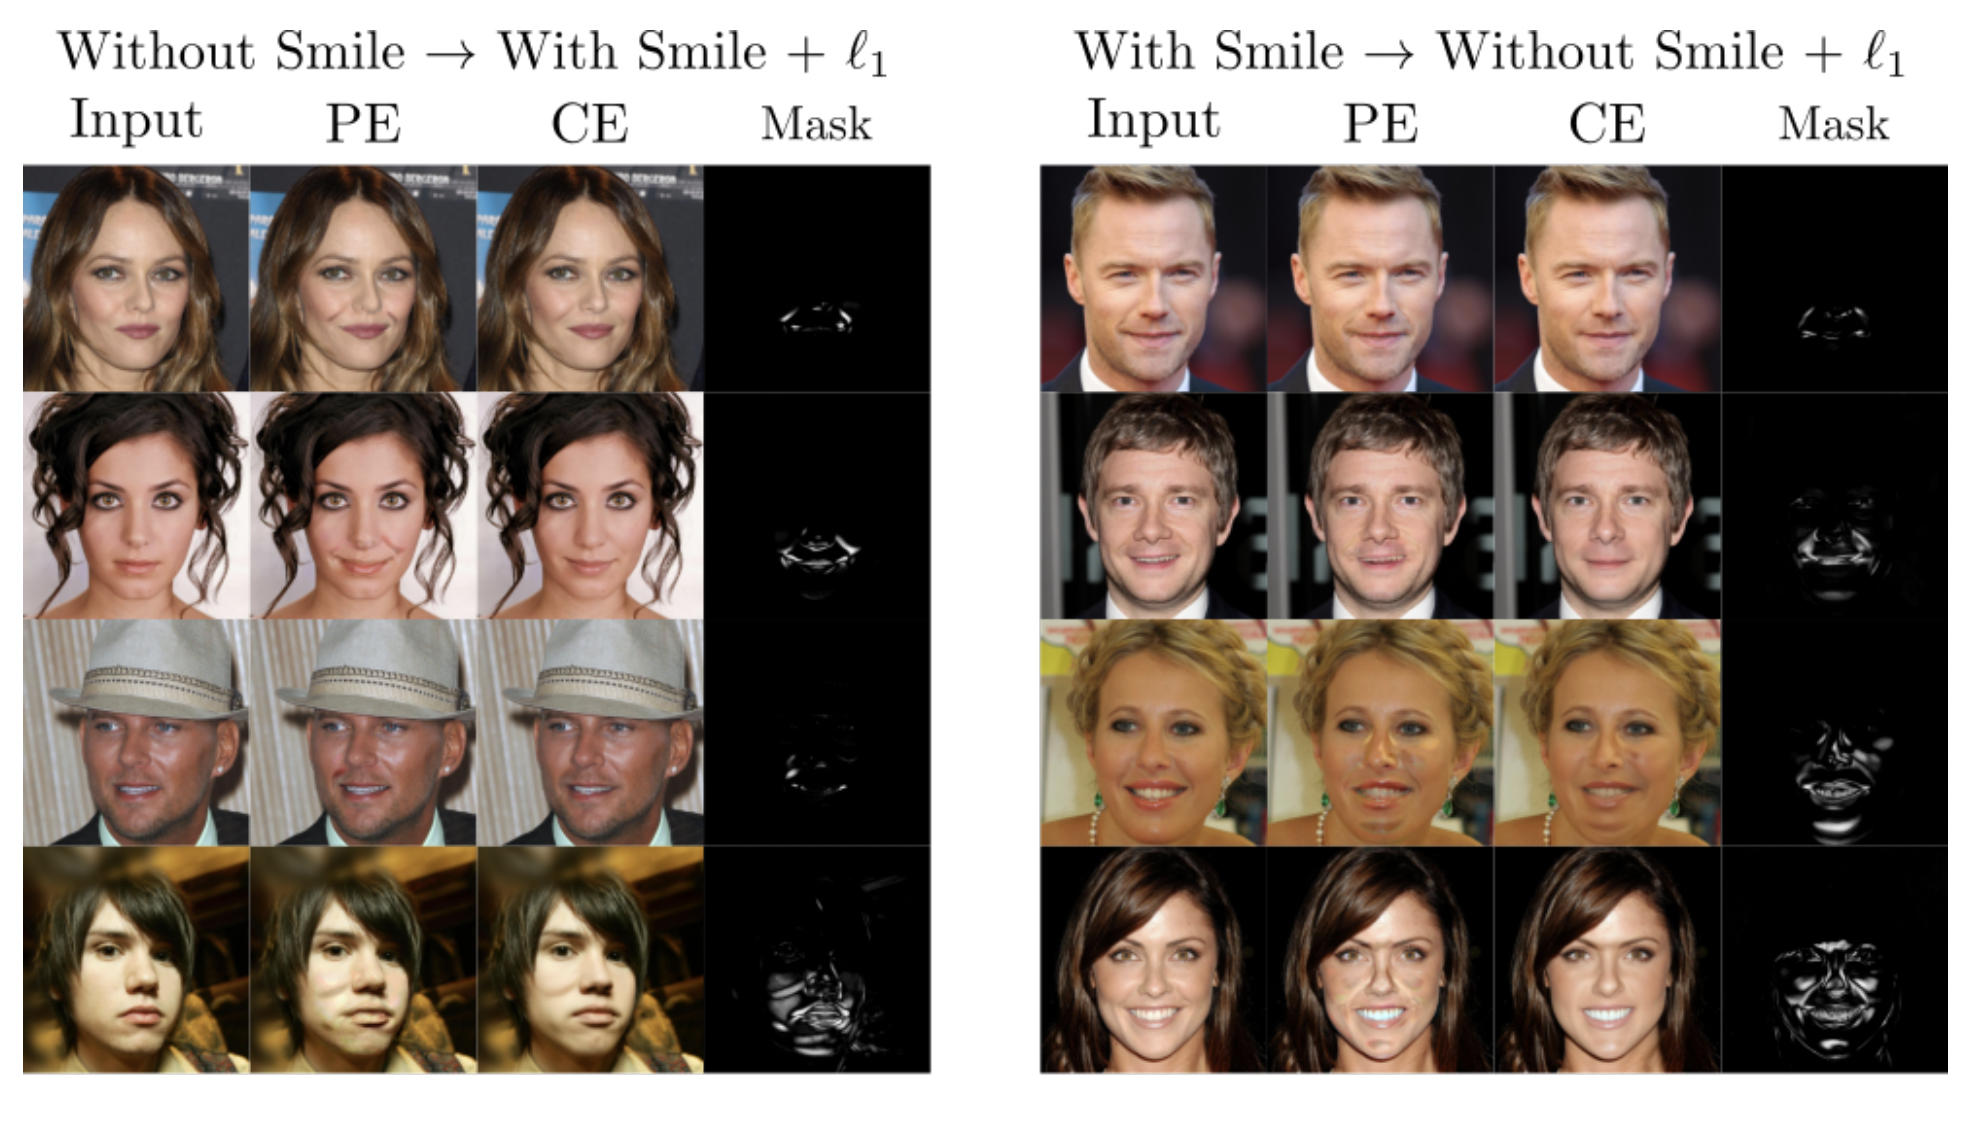 Without Smile → With Smile + ℓ₁
Input PE CE Mask
With Smile → Without Smile + ℓ₁
Input PE CE Mask